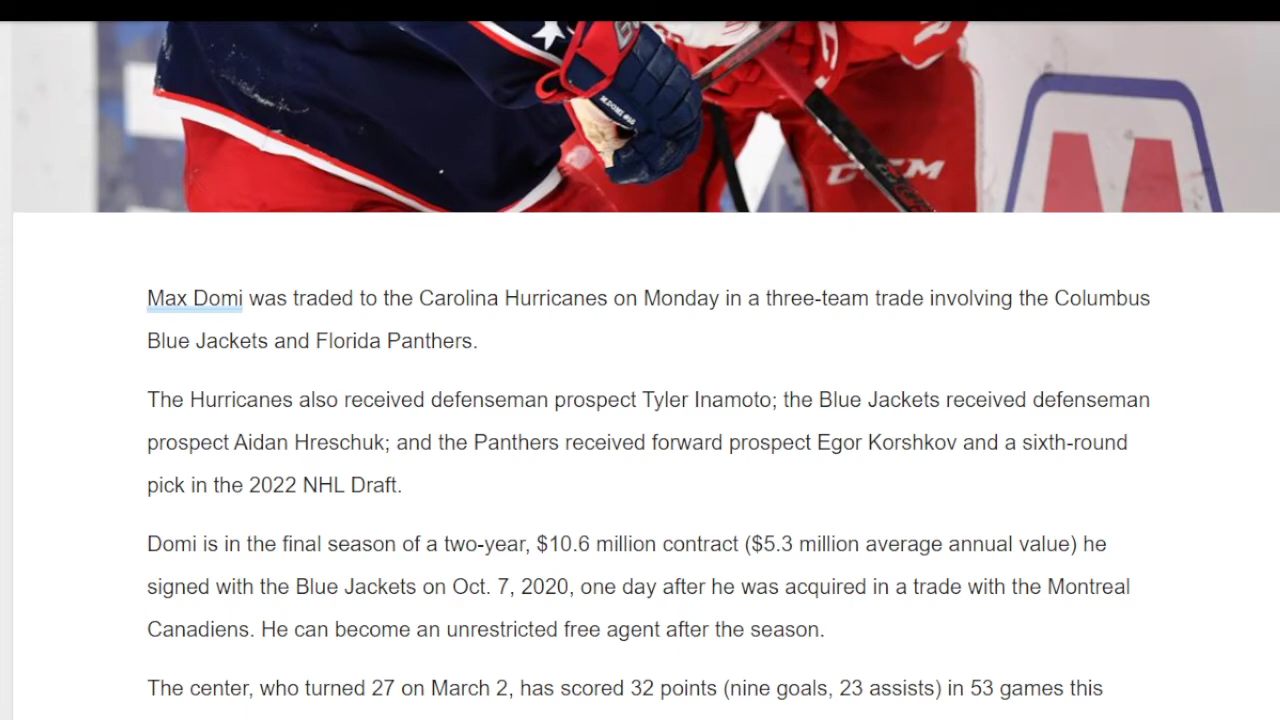 M.DOMI #16
CCM
Max Domi was traded to the Carolina Hurricanes on Monday in a three-team trade involving the Columbus
Blue Jackets and Florida Panthers.
The Hurricanes also received defenseman prospect Tyler Inamoto; the Blue Jackets received defenseman
prospect Aidan Hreschuk; and the Panthers received forward prospect Egor Korshkov and a sixth-round
pick in the 2022 NHL Draft.
Domi is in the final season of a two-year, $10.6 million contract ($5.3 million average annual value) he
signed with the Blue Jackets on Oct. 7, 2020, one day after he was acquired in a trade with the Montreal
Canadiens. He can become an unrestricted free agent after the season.
The center, who turned 27 on March 2, has scored 32 points (nine goals, 23 assists) in 53 games this